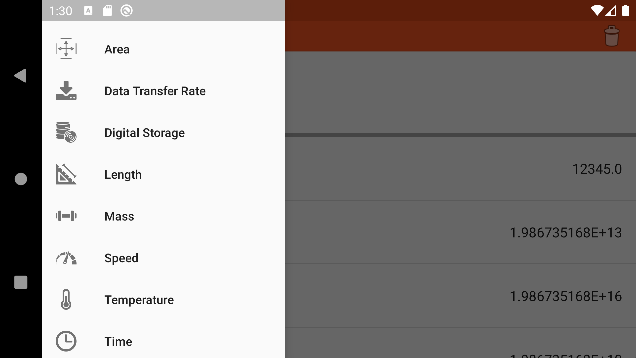 1:30
Area
Data Transfer Rate
Digital Storage
Length
Mass
Speed
Temperature
Time
12345.0
1.986735168E+13
1.986735168E+16